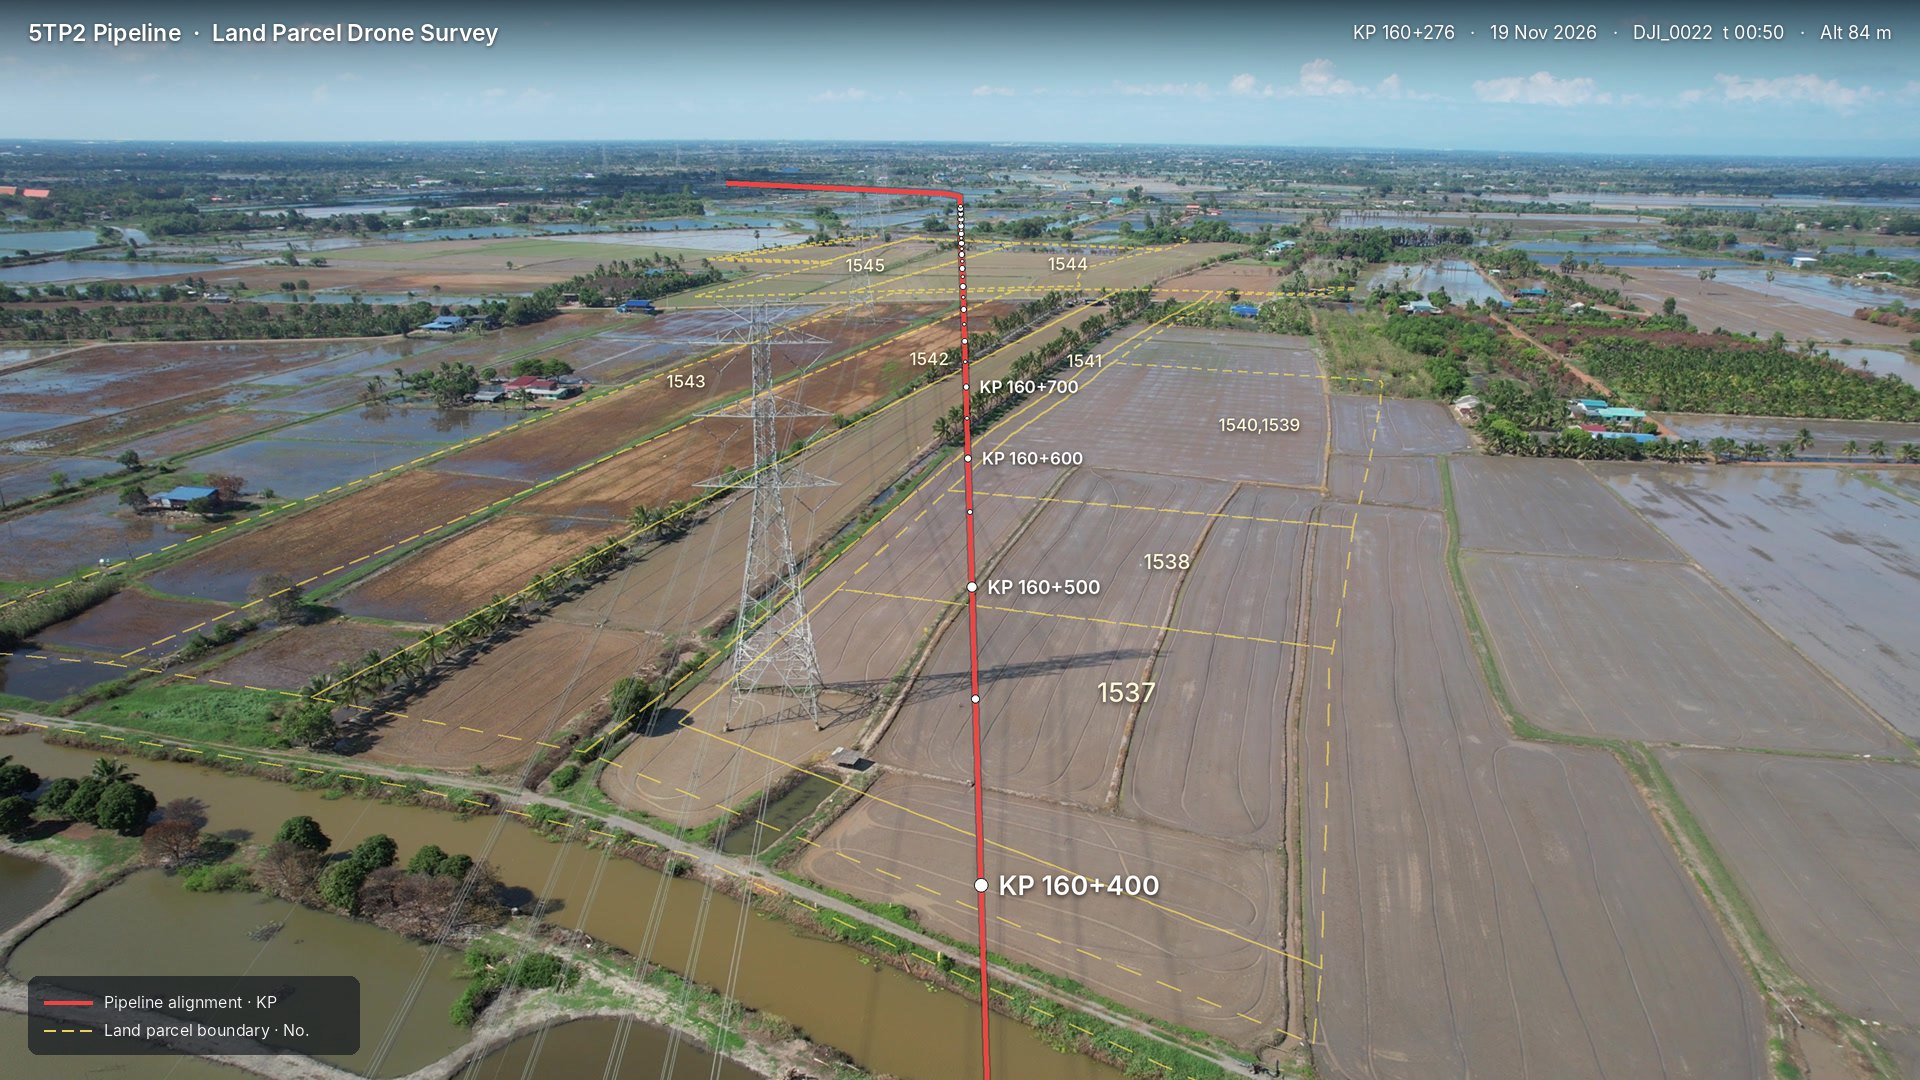 5TP2 Pipeline · Land Parcel Drone Survey
KP 160+276 · 19 Nov 2026 · DJI_0022 t 00:50 · Alt 84 m
1545
1544
1542
1541
1543
KP 160+700
1540,1539
KP 160+600
1538
KP 160+500
1537
KP 160+400
Pipeline alignment · KP
Land parcel boundary · No.